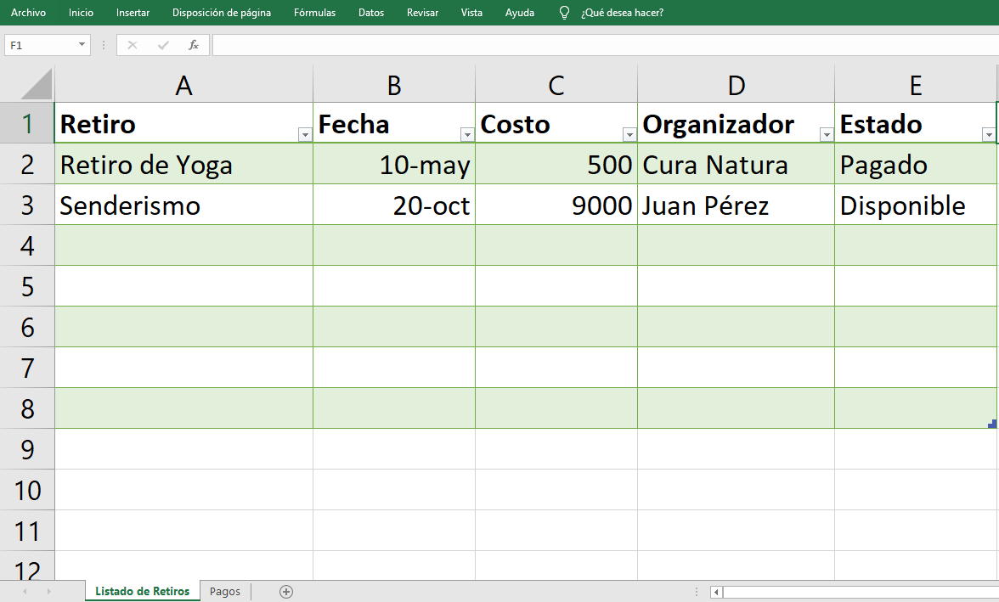 Archivo Inicio Insertar Disposición de página Fórmulas Datos Revisar Vista Ayuda ¿Qué desea hacer?
F1 fx
A B C D E
1 Retiro Fecha Costo Organizador Estado
2 Retiro de Yoga 10-may 500 Cura Natura Pagado
3 Senderismo 20-oct 9000 Juan Pérez Disponible
4
5
6
7
8
9
10
11
12
Listado de Retiros Pagos